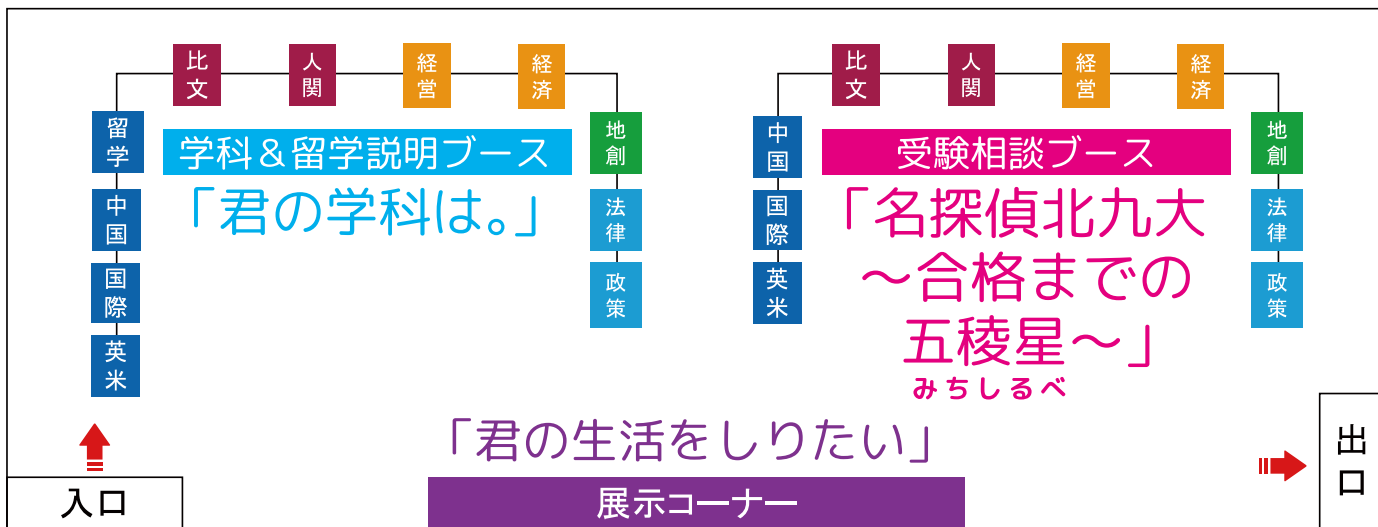 比文
人関
経営
経済
留学
中国
国際
英米
地創
法律
政策
学科＆留学説明ブース
「君の学科は。」
比文
人関
経営
経済
中国
国際
英米
地創
法律
政策
受験相談ブース
「名探偵北九大
～合格までの
五稜星～」
みちしるべ
「君の生活をしりたい」
展示コーナー
入口
出口